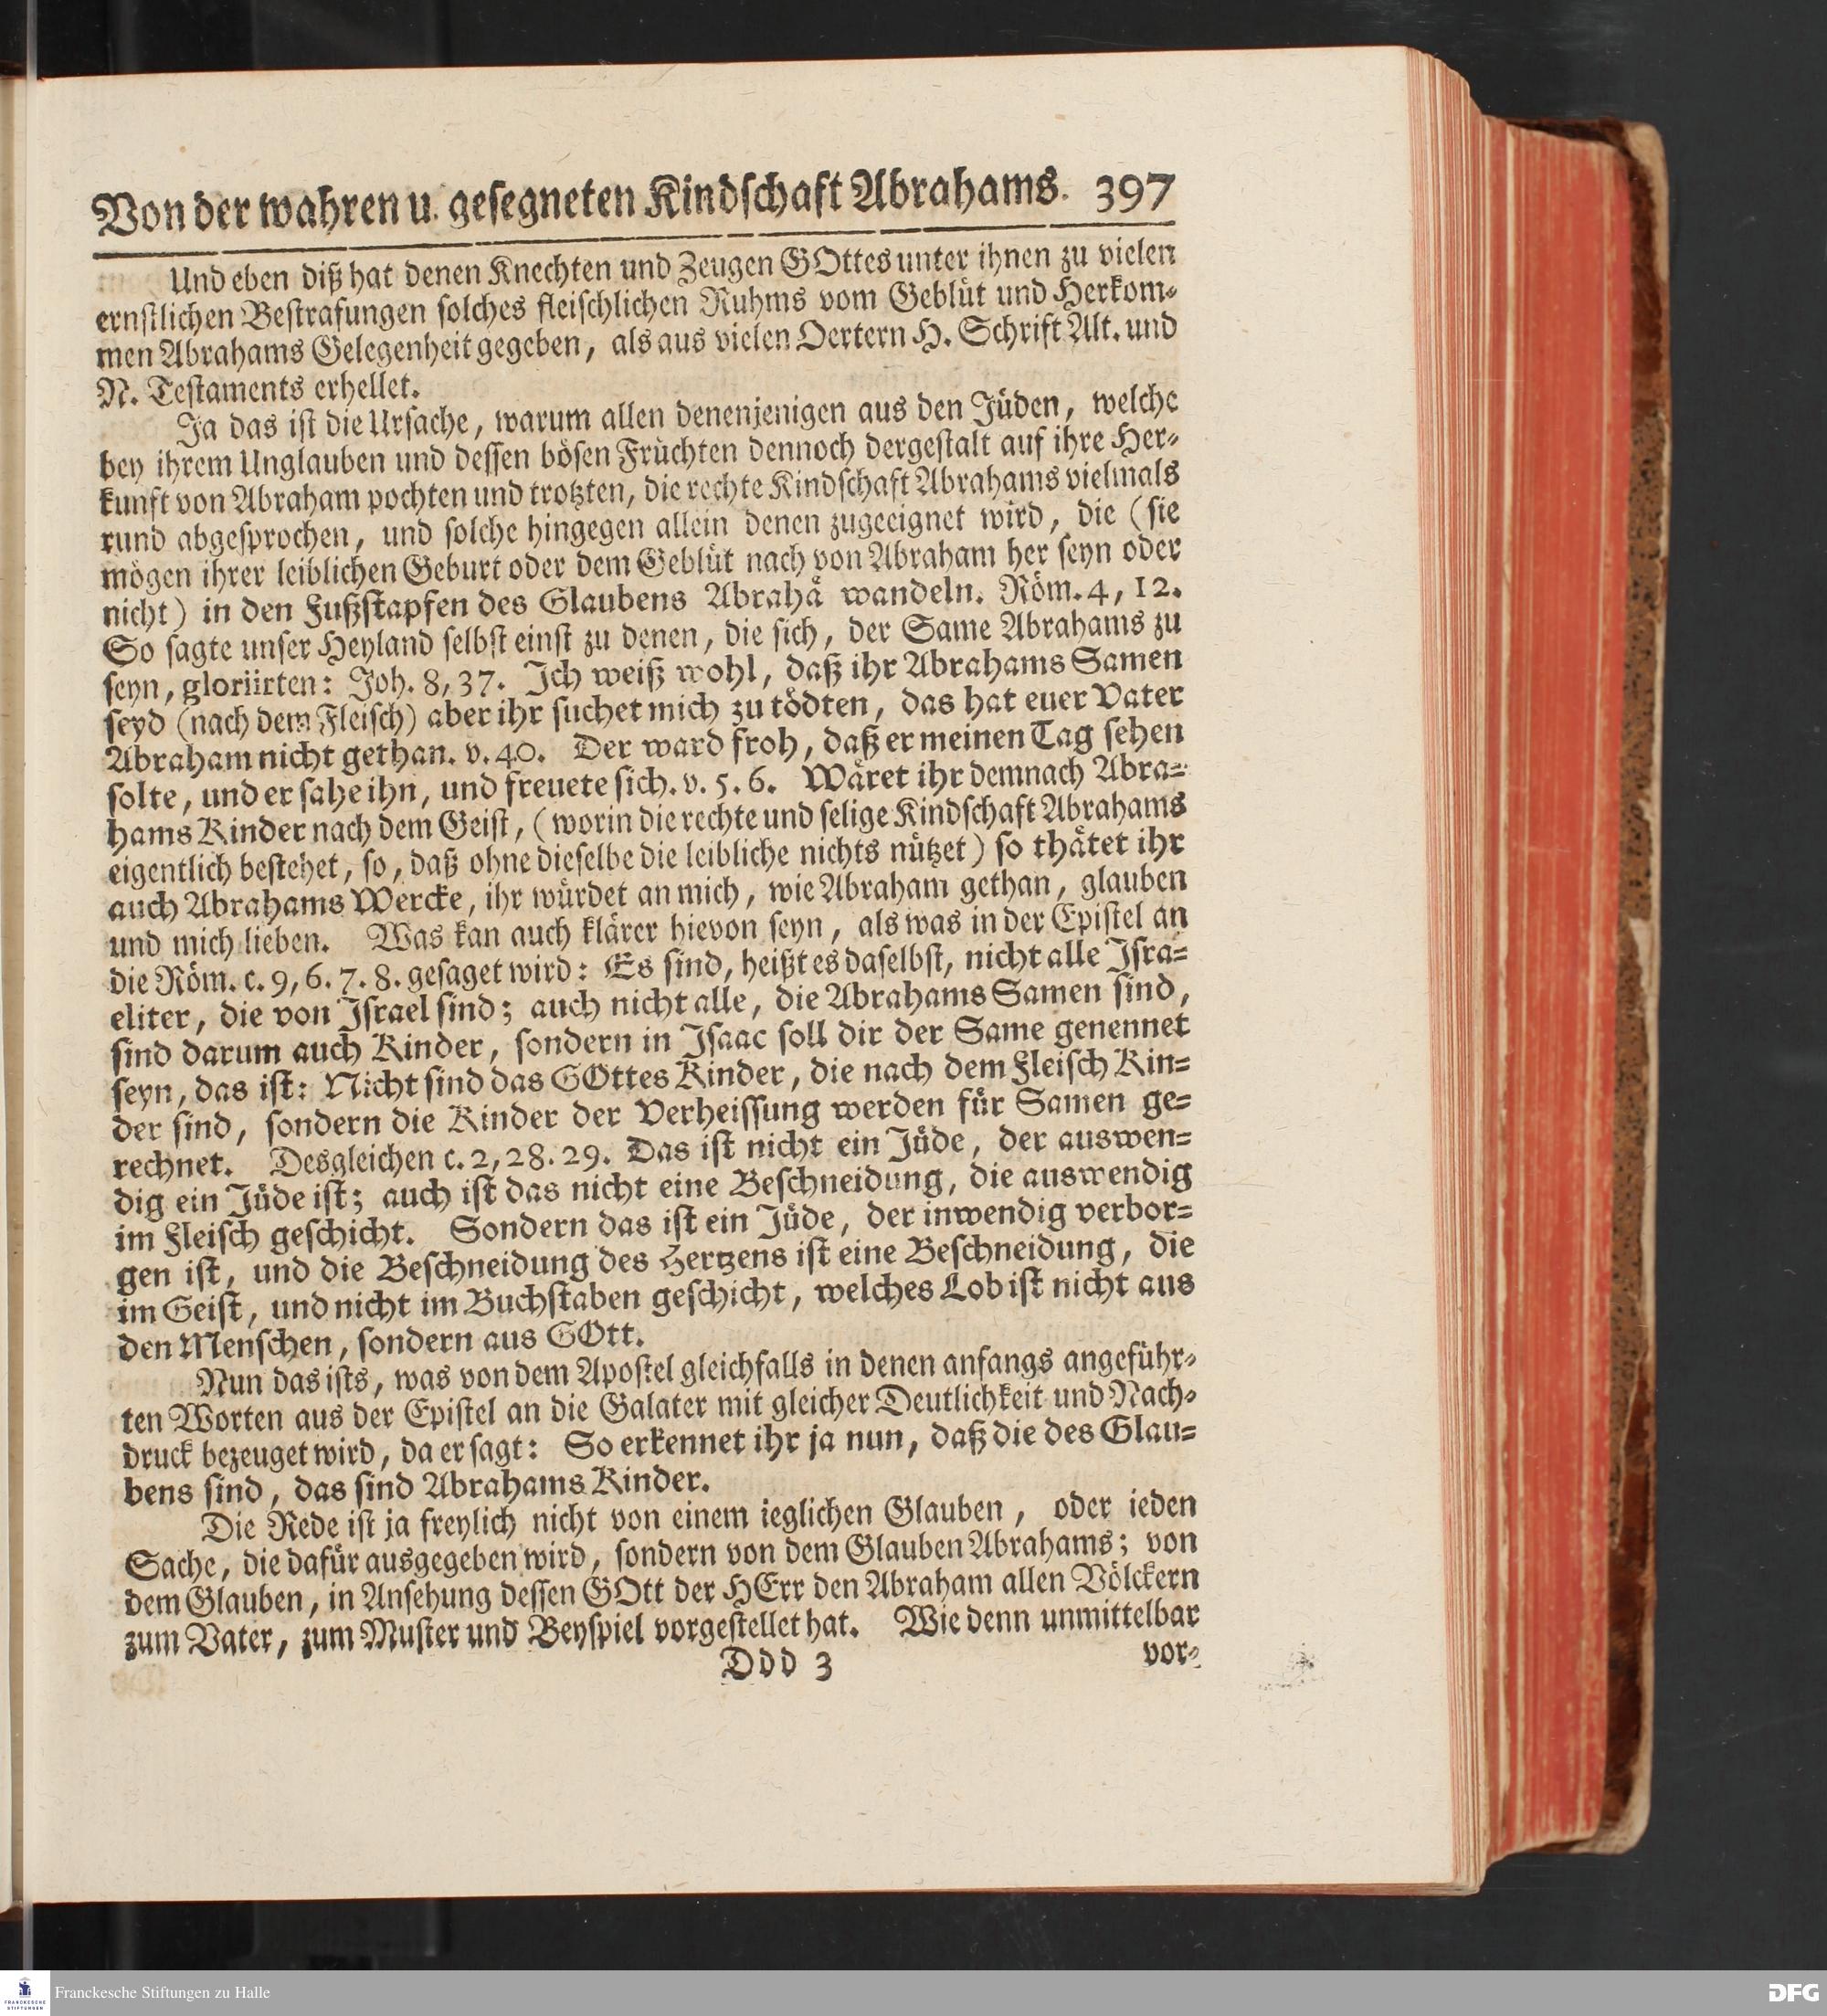 Von der wahren u. gesegneten Kindschaft Abrahams. 397
Und eben diß hat denen Knechten und Zeugen GOttes unter ihnen zu vielen
ernstlichen Bestrafungen solches fleischlichen Ruhms vom Geblüt und Herkom-
men Abrahams Gelegenheit gegeben, als aus vielen Oertern H. Schrift Alt. und
N. Testaments erhellet.
Ja das ist die Ursache, warum allen denenjenigen aus den Jüden, welche
bey ihrem Unglauben und dessen bösen Früchten dennoch dergestalt auf ihre Her-
kunft von Abraham pochten und trotzten, die rechte Kindschaft Abrahams vielmals
rund abgesprochen, und solche hingegen allein denen zugeeignet wird, die (sie
mögen ihrer leiblichen Geburt oder dem Geblüt nach von Abraham her seyn oder
nicht) in den Fußstapfen des Glaubens Abrahä wandeln. Röm. 4, 12.
So sagte unser Heyland selbst einst zu denen, die sich, der Same Abrahams zu
seyn, gloriirten: Joh. 8, 37. Ich weiß wohl, daß ihr Abrahams Samen
seyd (nach dem Fleisch) aber ihr suchet mich zu tödten, das hat euer Vater
Abraham nicht gethan. v. 40. Der ward froh, daß er meinen Tag sehen
solte, und er sahe ihn, und freuete sich. v. 5. 6. Wäret ihr demnach Abra-
hams Kinder nach dem Geist, (worin die rechte und selige Kindschaft Abrahams
eigentlich bestehet, so, daß ohne dieselbe die leibliche nichts nützet) so thätet ihr
auch Abrahams Wercke, ihr würdet an mich, wie Abraham gethan, glauben
und mich lieben. Was kan auch klärer hievon seyn, als was in der Epistel an
die Röm. c. 9, 6. 7. 8. gesaget wird: Es sind, heißt es daselbst, nicht alle Isra-
eliter, die von Israel sind; auch nicht alle, die Abrahams Samen sind,
sind darum auch Kinder, sondern in Isaac soll dir der Same genennet
seyn, das ist: Nicht sind das GOttes Kinder, die nach dem Fleisch Kin-
der sind, sondern die Kinder der Verheissung werden für Samen ge-
rechnet. Desgleichen c. 2, 28. 29. Das ist nicht ein Jüde, der auswen-
dig ein Jüde ist; auch ist das nicht eine Beschneidung, die auswendig
im Fleisch geschicht. Sondern das ist ein Jüde, der inwendig verbor-
gen ist, und die Beschneidung des Hertzens ist eine Beschneidung, die
im Geist, und nicht im Buchstaben geschicht, welches Lob ist nicht aus
den Menschen, sondern aus GOtt.
Nun das ists, was von dem Apostel gleichfalls in denen anfangs angeführ-
ten Worten aus der Epistel an die Galater mit gleicher Deutlichkeit und Nach-
druck bezeuget wird, da er sagt: So erkennet ihr ja nun, daß die des Glau-
bens sind, das sind Abrahams Kinder.
Die Rede ist ja freylich nicht von einem ieglichen Glauben, oder ieden
Sache, die dafür ausgegeben wird, sondern von dem Glauben Abrahams; von
dem Glauben, in Ansehung dessen GOtt der HErr den Abraham allen Völckern
zum Vater, zum Muster und Beyspiel vorgestellet hat. Wie denn unmittelbar
Ddd 3 vor-
FRANCKESCHE STIFTUNGEN
Franckesche Stiftungen zu Halle
DFG